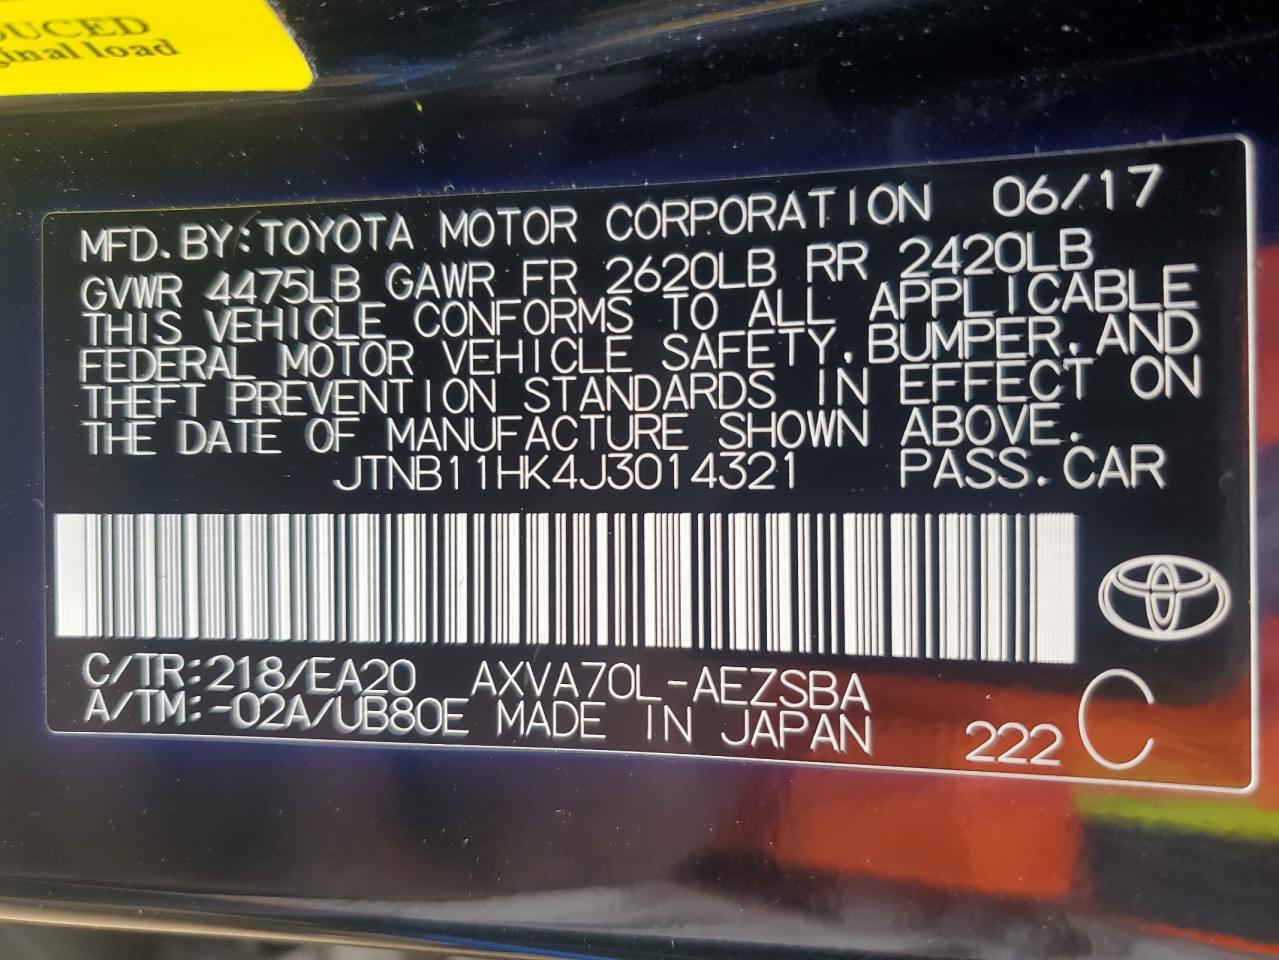 DUCED
ginal load
MFD. BY: TOYOTA MOTOR CORPORATION 06/17
GVWR 4475LB GAWR FR 2620LB RR 2420LB
THIS VEHICLE CONFORMS TO ALL APPLICABLE
FEDERAL MOTOR VEHICLE SAFETY, BUMPER, AND
THEFT PREVENTION STANDARDS IN EFFECT ON
THE DATE OF MANUFACTURE SHOWN ABOVE.
JTNB11HK4J3014321 PASS. CAR
C/TR: 218/EA20 AXVA70L-AEZSBA
A/TM: -02A/UB80E MADE IN JAPAN 222 C